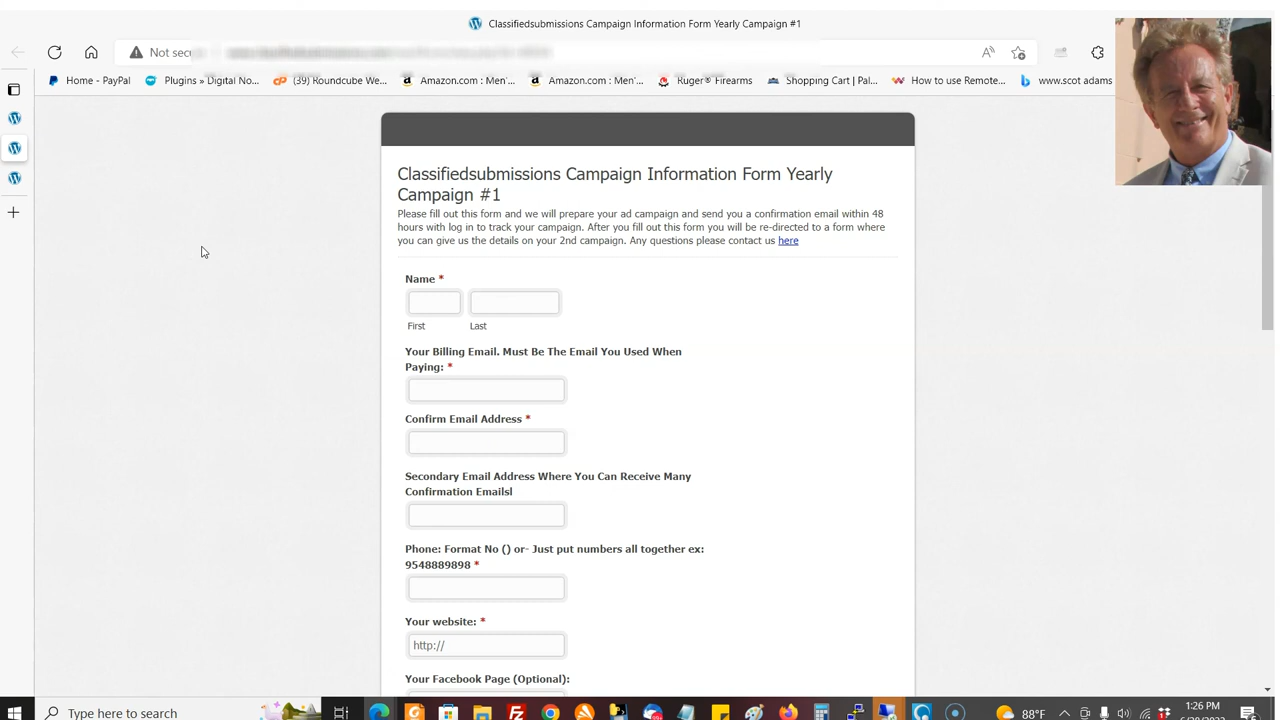 Classifiedsubmissions Campaign Information Form Yearly Campaign #1
Not secu
Home - PayPal
Plugins » Digital No...
(39) Roundcube We...
Amazon.com : Men'...
Amazon.com : Men'...
Ruger® Firearms
Shopping Cart | Pal...
How to use Remote...
www.scot adams
Classifiedsubmissions Campaign Information Form Yearly
Campaign #1
Please fill out this form and we will prepare your ad campaign and send you a confirmation email within 48
hours with log in to track your campaign. After you fill out this form you will be re-directed to a form where
you can give us the details on your 2nd campaign. Any questions please contact us here
Name *
First Last
Your Billing Email. Must Be The Email You Used When
Paying: *
Confirm Email Address *
Secondary Email Address Where You Can Receive Many
Confirmation Emailsl
Phone: Format No () or- Just put numbers all together ex:
9548889898 *
Your website: *
http://
Your Facebook Page (Optional):
Type here to search
88°F
1:26 PM